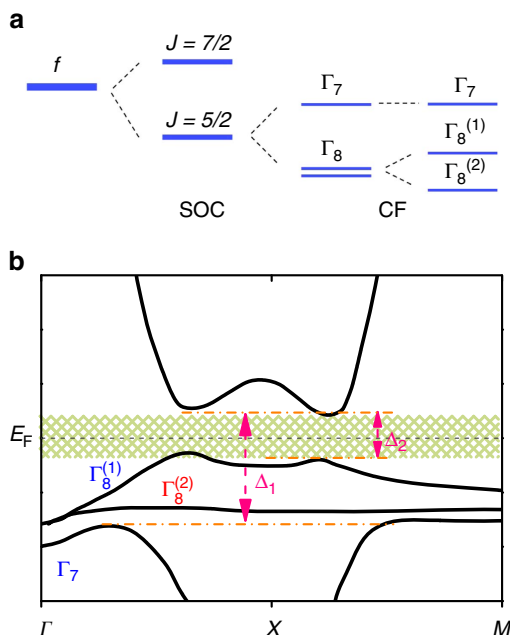 a
f
J = 7/2
J = 5/2
Γ7
Γ8
Γ7
Γ8(1)
Γ8(2)
SOC
CF
b
EF
Δ2
Γ8(1)
Γ8(2)
Δ1
Γ7
Γ
X
M